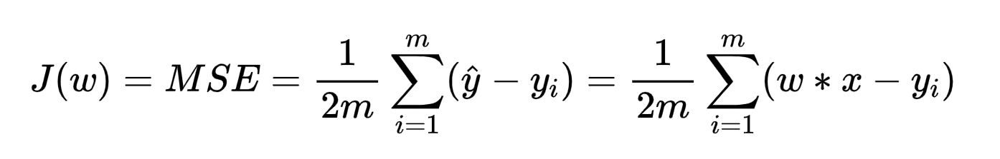 J(w) = MSE = \frac{1}{2m} \sum_{i=1}^{m} (\hat{y} - y_i) = \frac{1}{2m} \sum_{i=1}^{m} (w * x - y_i)